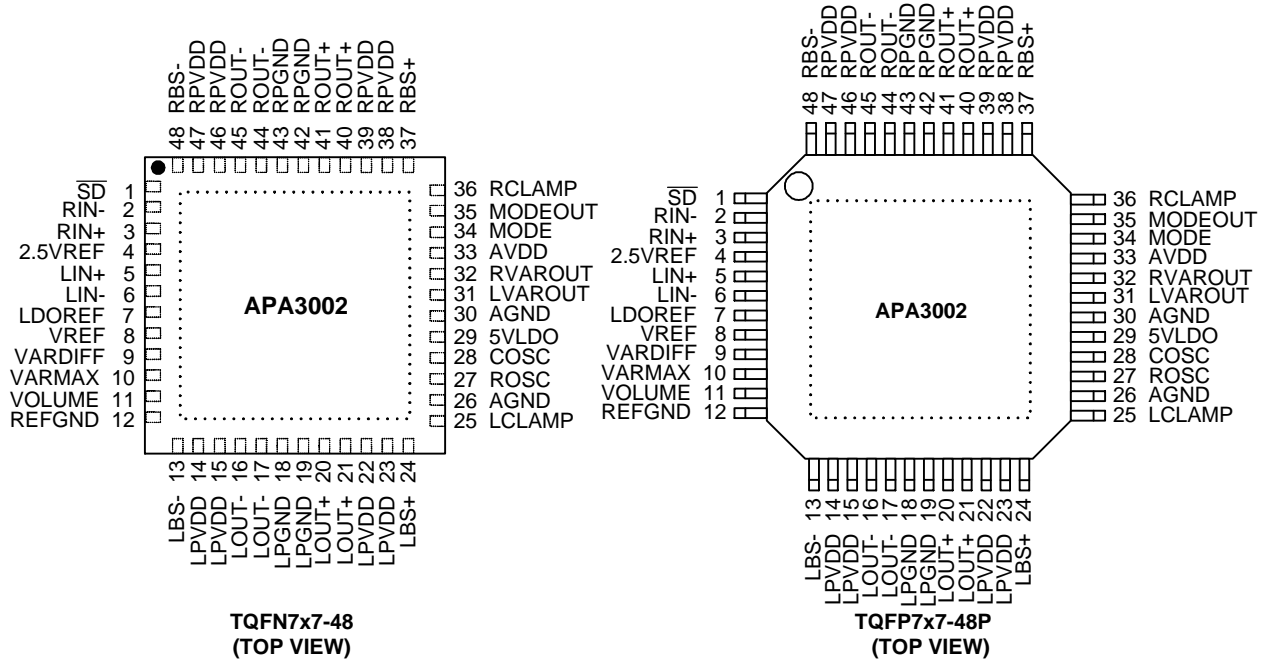 48 RBS-
47 RPVDD
46 RPVDD
45 ROUT-
44 ROUT-
43 RPGND
42 RPGND
41 ROUT+
40 ROUT+
39 RPVDD
38 RPVDD
37 RBS+
SD 1
RIN- 2
RIN+ 3
2.5VREF 4
LIN+ 5
LIN- 6
LDOREF 7
VREF 8
VARDIFF 9
VARMAX 10
VOLUME 11
REFGND 12
APA3002
36 RCLAMP
35 MODEOUT
34 MODE
33 AVDD
32 RVAROUT
31 LVAROUT
30 AGND
29 5VLDO
28 COSC
27 ROSC
26 AGND
25 LCLAMP
LBS- 13
LPVDD 14
LPVDD 15
LOUT- 16
LOUT- 17
LPGND 18
LPGND 19
LOUT+ 20
LOUT+ 21
LPVDD 22
LPVDD 23
LBS+ 24
TQFN7x7-48
(TOP VIEW)
48 RBS-
47 RPVDD
46 RPVDD
45 ROUT-
44 ROUT-
43 RPGND
42 RPGND
41 ROUT+
40 ROUT+
39 RPVDD
38 RPVDD
37 RBS+
SD 1
RIN- 2
RIN+ 3
2.5VREF 4
LIN+ 5
LIN- 6
LDOREF 7
VREF 8
VARDIFF 9
VARMAX 10
VOLUME 11
REFGND 12
APA3002
36 RCLAMP
35 MODEOUT
34 MODE
33 AVDD
32 RVAROUT
31 LVAROUT
30 AGND
29 5VLDO
28 COSC
27 ROSC
26 AGND
25 LCLAMP
LBS- 13
LPVDD 14
LPVDD 15
LOUT- 16
LOUT- 17
LPGND 18
LPGND 19
LOUT+ 20
LOUT+ 21
LPVDD 22
LPVDD 23
LBS+ 24
TQFP7x7-48P
(TOP VIEW)